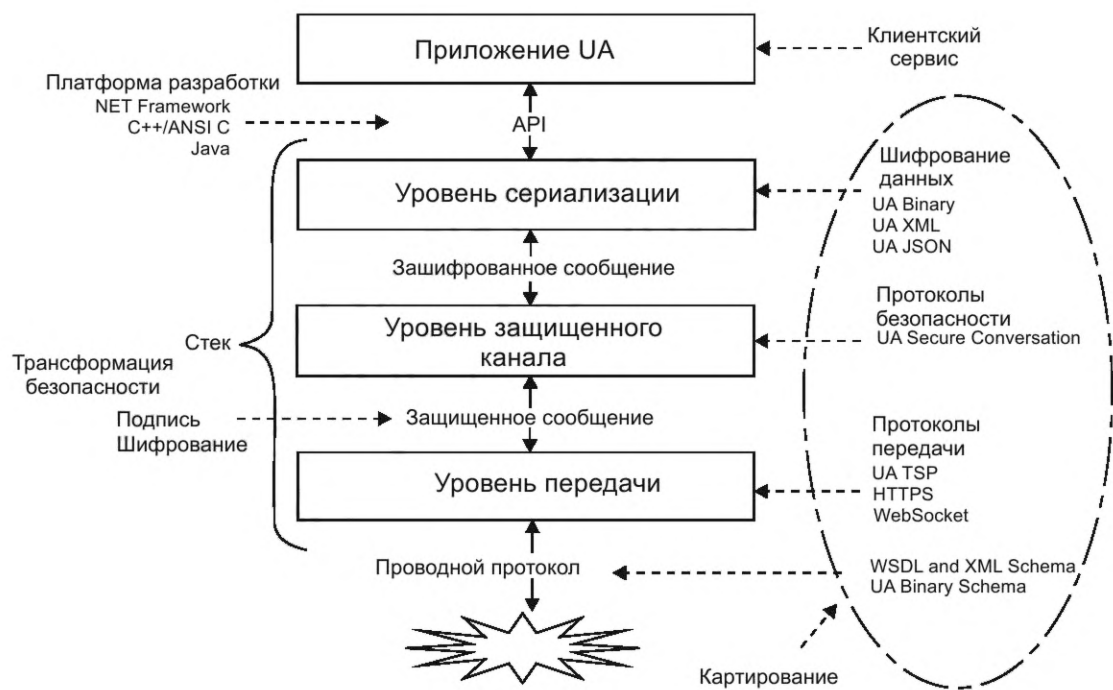 Приложение UA
Клиентский
сервис
Платформа разработки
NET Framework
C++/ANSI C
Java
API
Уровень сериализации
Шифрование
данных
UA Binary
UA XML
UA JSON
Зашифрованное сообщение
Уровень защищенного
канала
Протоколы
безопасности
UA Secure Conversation
Стек
Трансформация
безопасности
Подпись
Шифрование
Защищенное сообщение
Уровень передачи
Протоколы
передачи
UA TSP
HTTPS
WebSocket
Проводной протокол
WSDL and XML Schema
UA Binary Schema
Картирование